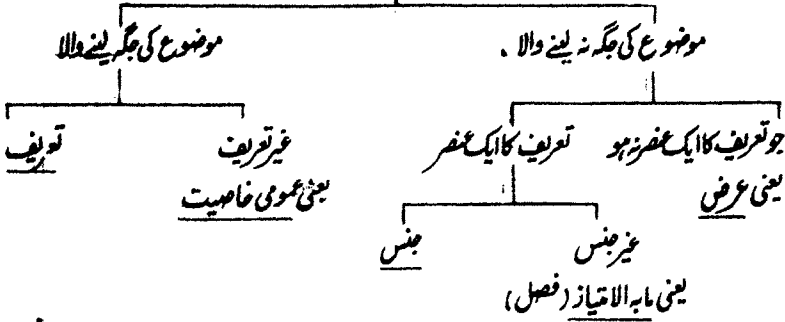 موضوع کی جگہ نہ لینے والا . موضوع کی جگہ لینے والا
جو تعریف کا ایک عنصر نہ ہو تعریف کا ایک عنصر غیر تعریف تعریف
یعنی عرض یعنی عمومی خاصیت
غیر جنس جنس
یعنی مابہ الامتیاز (فصل)